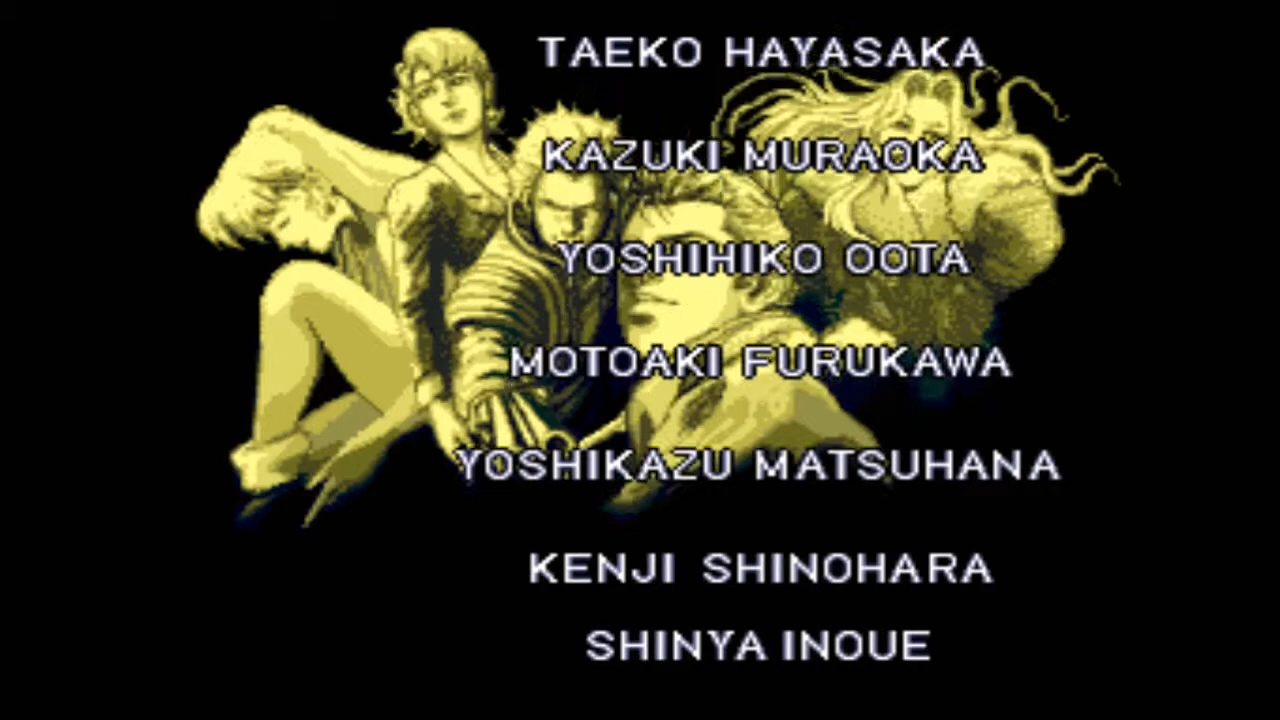 TAEKO HAYASAKA
KAZUKI MURAOKA
YOSHIHIKO OOTA
MOTOAKI FURUKAWA
YOSHIKAZU MATSUHANA
KENJI SHINOHARA
SHINYA INOUE